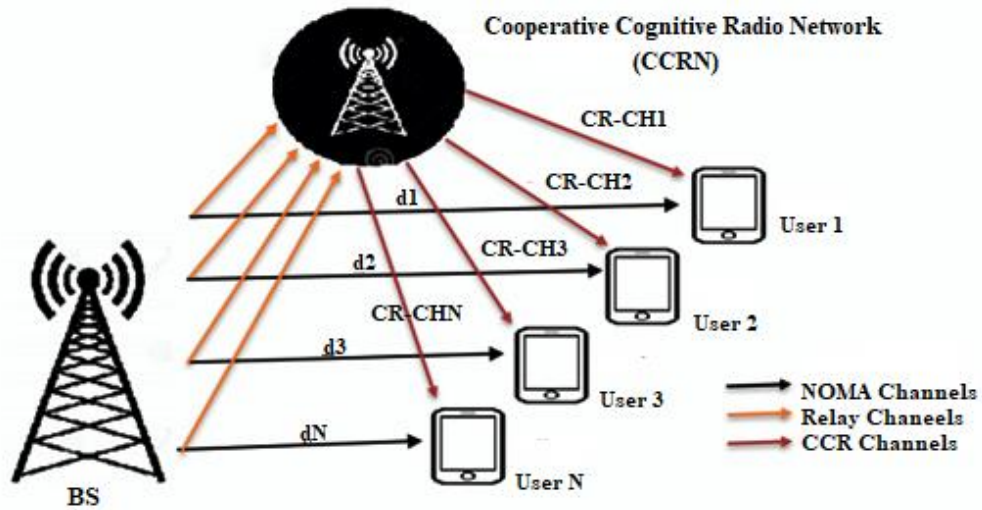 Cooperative Cognitive Radio Network
(CCRN)
CR-CH1
CR-CH2
d1
User 1
CR-CH3
d2
CR-CHN
User 2
d3
User 3
NOMA Channels
Relay Chaneels
CCR Channels
dN
User N
BS